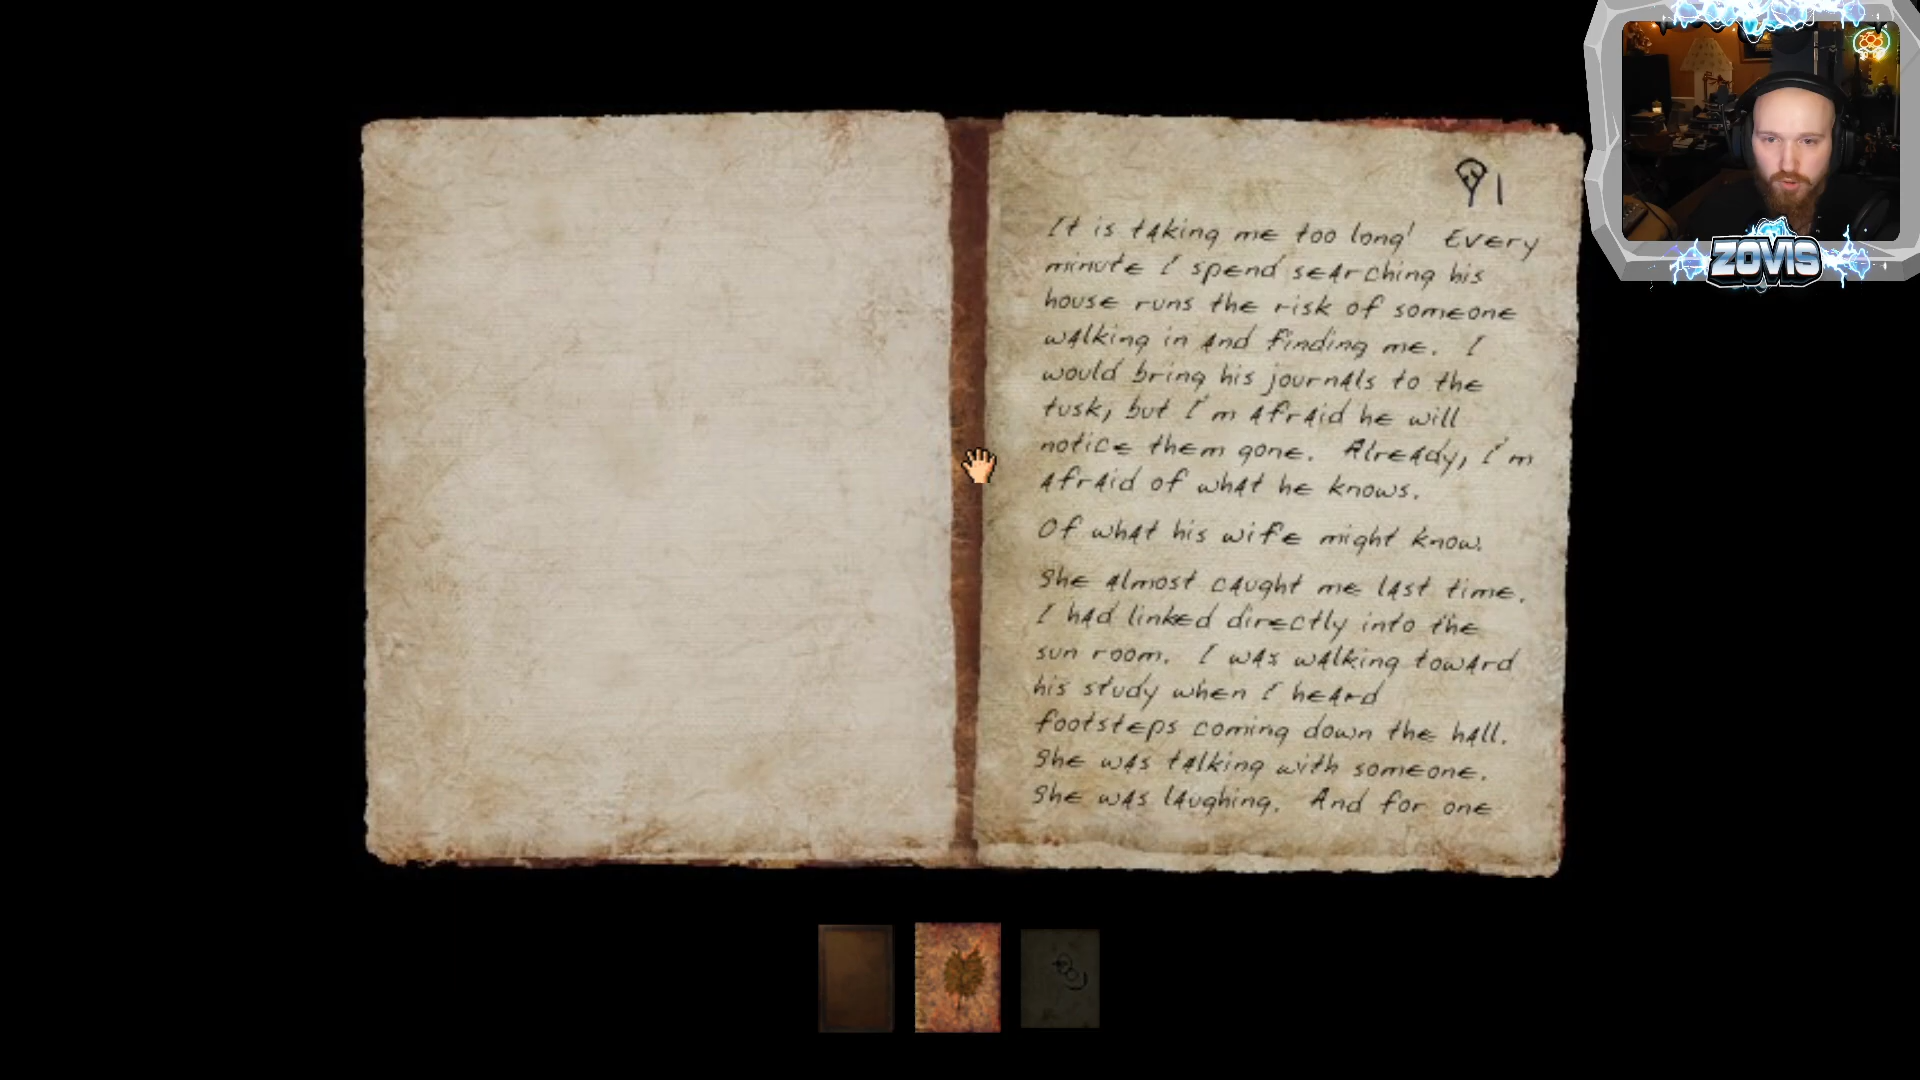 It is taking me too long! Every
minute I spend searching his
house runs the risk of someone
walking in and finding me. I
would bring his journals to the
tusk, but I'm afraid he will
notice them gone. Already, I'm
afraid of what he knows.
Of what his wife might know.
She almost caught me last time.
I had linked directly into the
sun room. I was walking toward
his study when I heard
footsteps coming down the hall.
She was talking with someone.
She was laughing. And for one
ZOVIS